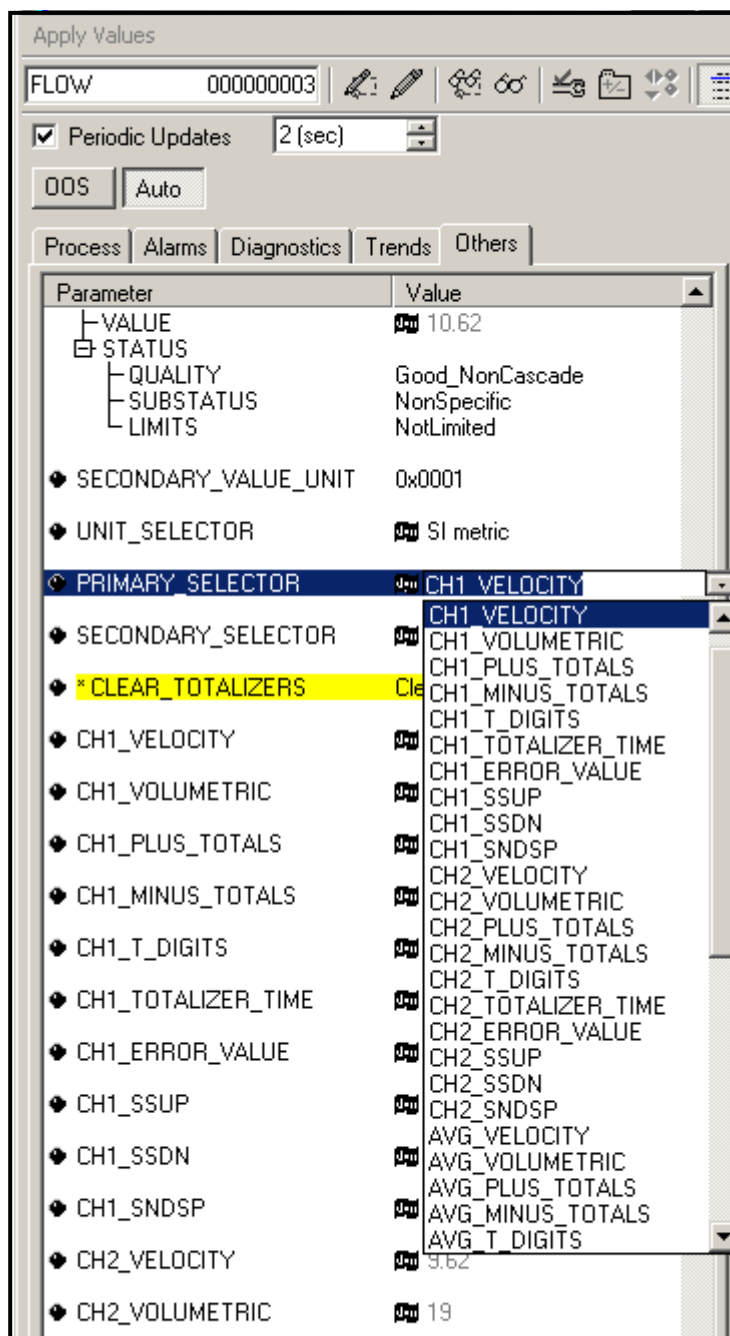 Apply Values
FLOW 000000003
Periodic Updates 2 (sec)
OOS Auto
Process Alarms Diagnostics Trends Others
Parameter Value
VALUE 10.62
STATUS
QUALITY Good_NonCascade
SUBSTATUS NonSpecific
LIMITS NotLimited
SECONDARY_VALUE_UNIT 0x0001
UNIT_SELECTOR SI metric
PRIMARY_SELECTOR CH1_VELOCITY
SECONDARY_SELECTOR
* CLEAR_TOTALIZERS Cle
CH1_VELOCITY
CH1_VOLUMETRIC
CH1_PLUS_TOTALS
CH1_MINUS_TOTALS
CH1_T_DIGITS
CH1_TOTALIZER_TIME
CH1_ERROR_VALUE
CH1_SSUP
CH1_SSDN
CH1_SNDSP
CH2_VELOCITY 9.62
CH2_VOLUMETRIC 19
CH1_VELOCITY
CH1_VOLUMETRIC
CH1_PLUS_TOTALS
CH1_MINUS_TOTALS
CH1_T_DIGITS
CH1_TOTALIZER_TIME
CH1_ERROR_VALUE
CH1_SSUP
CH1_SSDN
CH1_SNDSP
CH2_VELOCITY
CH2_VOLUMETRIC
CH2_PLUS_TOTALS
CH2_MINUS_TOTALS
CH2_T_DIGITS
CH2_TOTALIZER_TIME
CH2_ERROR_VALUE
CH2_SSUP
CH2_SSDN
CH2_SNDSP
AVG_VELOCITY
AVG_VOLUMETRIC
AVG_PLUS_TOTALS
AVG_MINUS_TOTALS
AVG_T_DIGITS